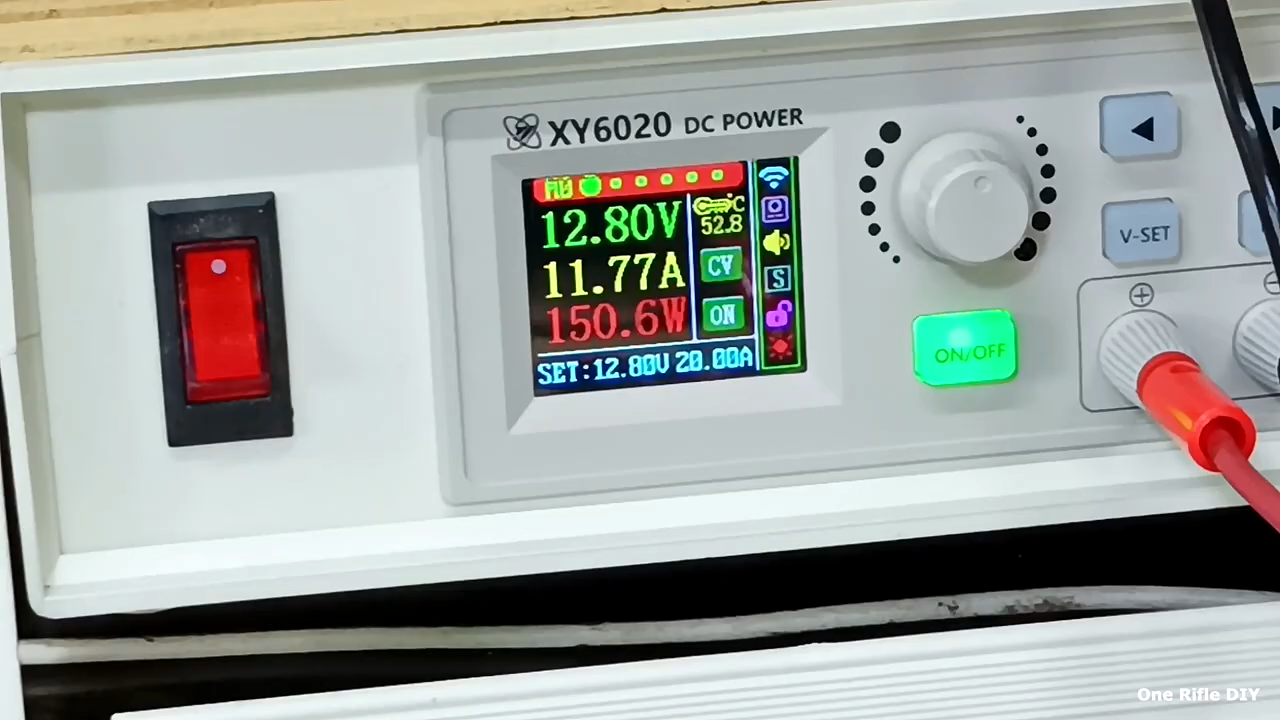 XY6020 DC POWER
12.80V
11.77A
150.6W
°C
52.8
CV
ON
S
SET:12.80V 20.00A
V-SET
ON/OFF
One Rifle DIY